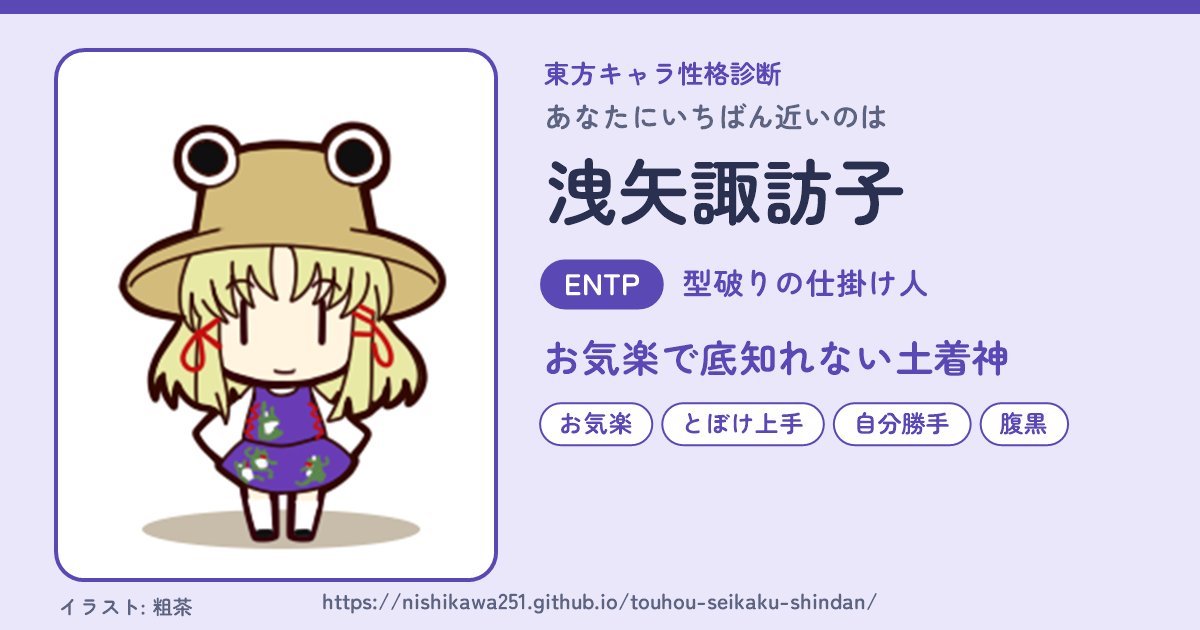 東方キャラ性格診断
あなたにいちばん近いのは
洩矢諏訪子
ENTP 型破りの仕掛け人
お気楽で底知れない土着神
お気楽 とぼけ上手 自分勝手 腹黒
イラスト: 粗茶 https://nishikawa251.github.io/touhou-seikaku-shindan/